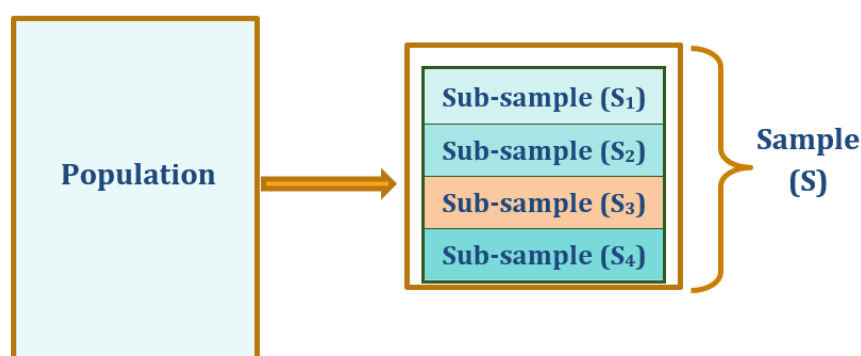 Population
Sub-sample (S₁)
Sub-sample (S₂)
Sub-sample (S₃)
Sub-sample (S₄)
Sample
(S)